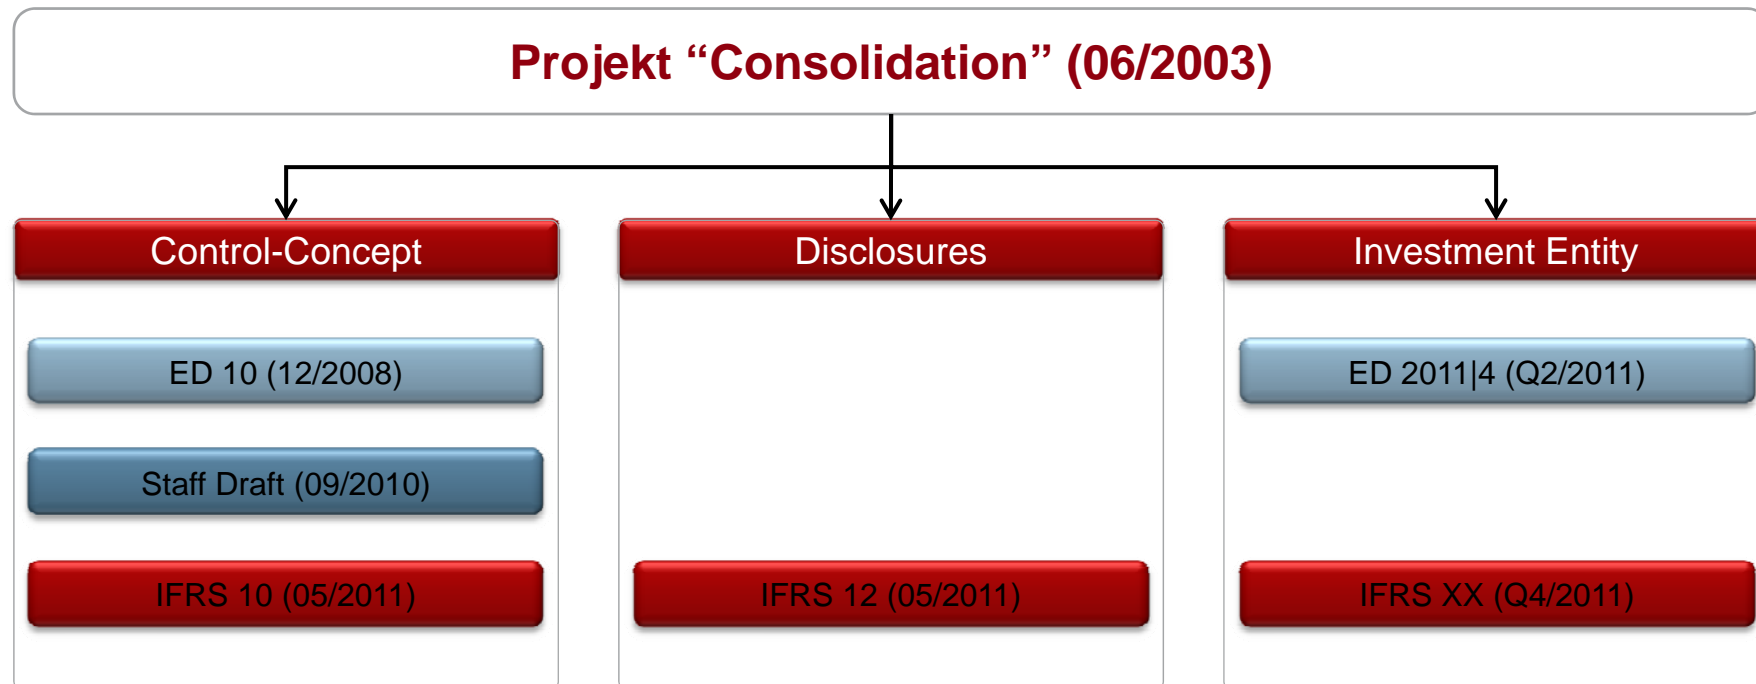 Projekt “Consolidation” (06/2003)
Control-Concept
Disclosures
Investment Entity
ED 10 (12/2008)
ED 2011|4 (Q2/2011)
Staff Draft (09/2010)
IFRS 10 (05/2011)
IFRS 12 (05/2011)
IFRS XX (Q4/2011)